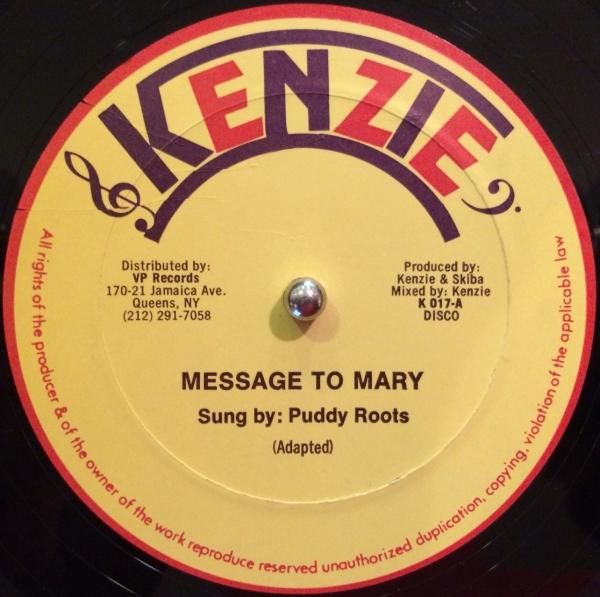 KENZIE
Distributed by:
VP Records
170-21 Jamaica Ave.
Queens, NY
(212) 291-7058
Produced by:
Kenzie & Skiba
Mixed by: Kenzie
K 017-A
DISCO
MESSAGE TO MARY
Sung by: Puddy Roots
(Adapted)
All rights of the producer & of the owner of the work reproduce reserved unauthorized duplication, copying, violation of the applicable law